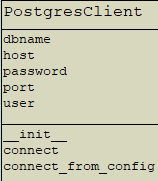 PostgresClient
dbname
host
password
port
user
__init__
connect
connect_from_config